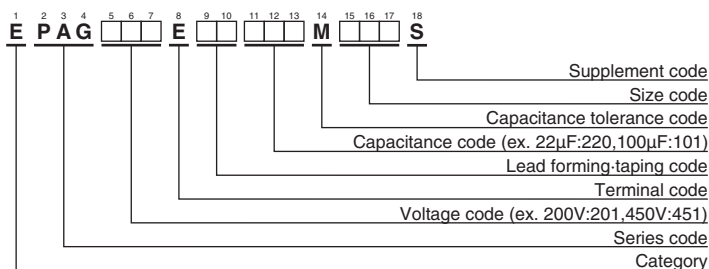 1 2 3 4 5 6 7 8 9 10 11 12 13 14 15 16 17 18
E PAG □□□ E □□ □□□ M □□□ S
Supplement code
Size code
Capacitance tolerance code
Capacitance code (ex. 22μF:220,100μF:101)
Lead forming·taping code
Terminal code
Voltage code (ex. 200V:201,450V:451)
Series code
Category